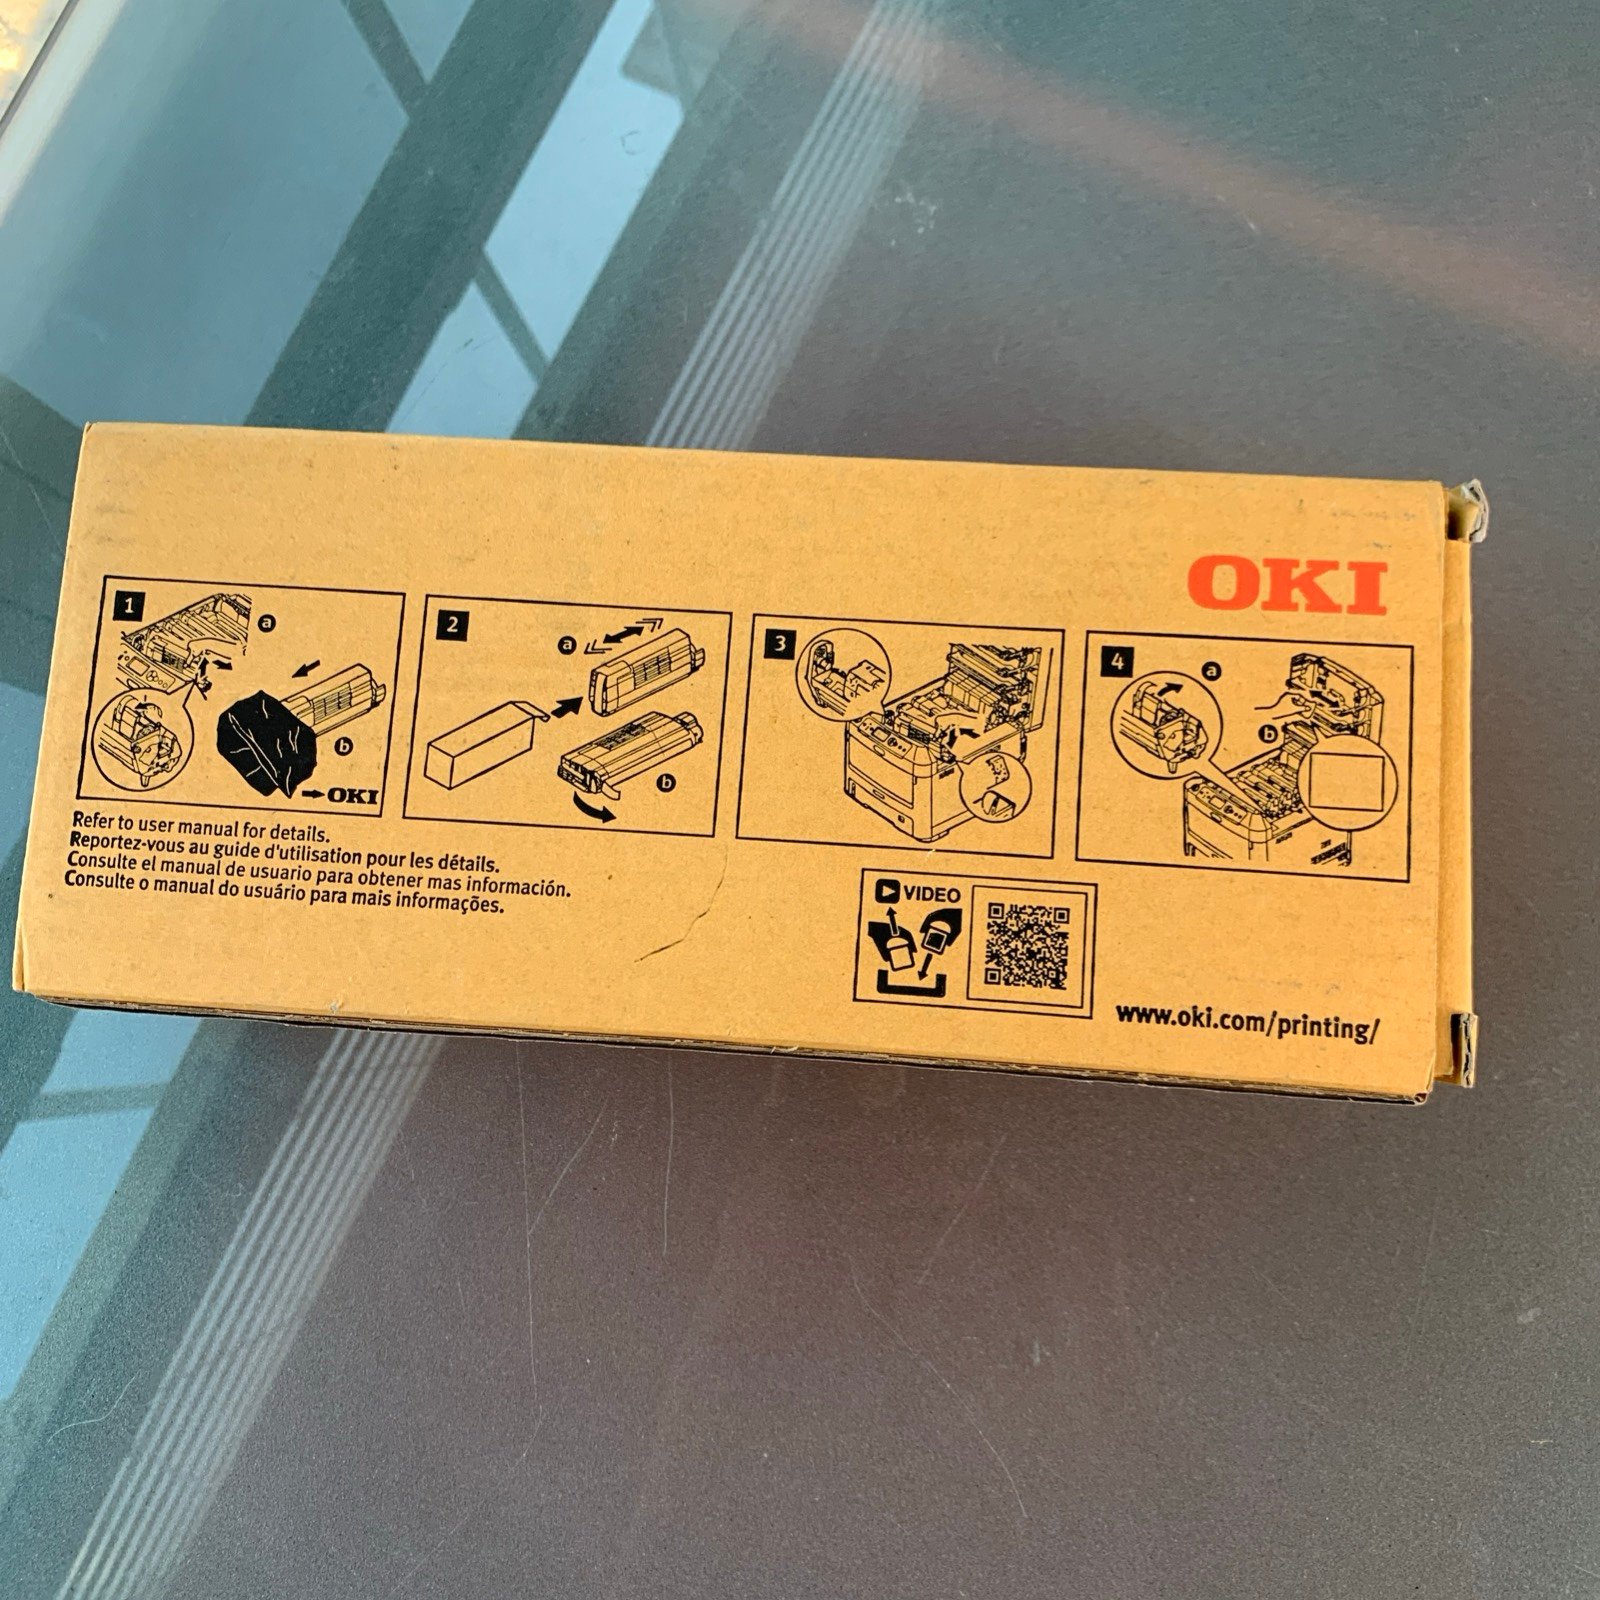 OKI
1
a
b
OKI
2
a
b
3
4
a
b
Refer to user manual for details.
Reportez-vous au guide d'utilisation pour les détails.
Consulte el manual de usuario para obtener mas información.
Consulte o manual do usuário para mais informações.
VIDEO
www.oki.com/printing/